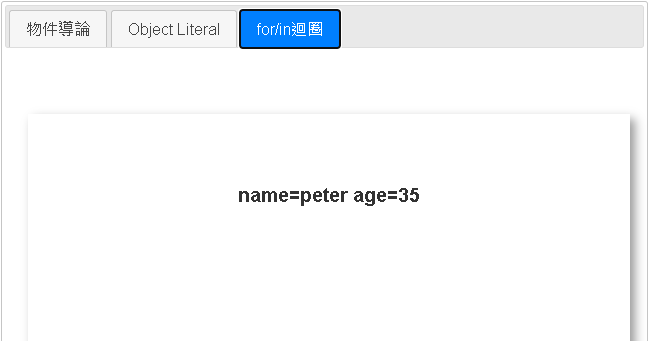 物件導論 Object Literal for/in迴圈
name=peter age=35